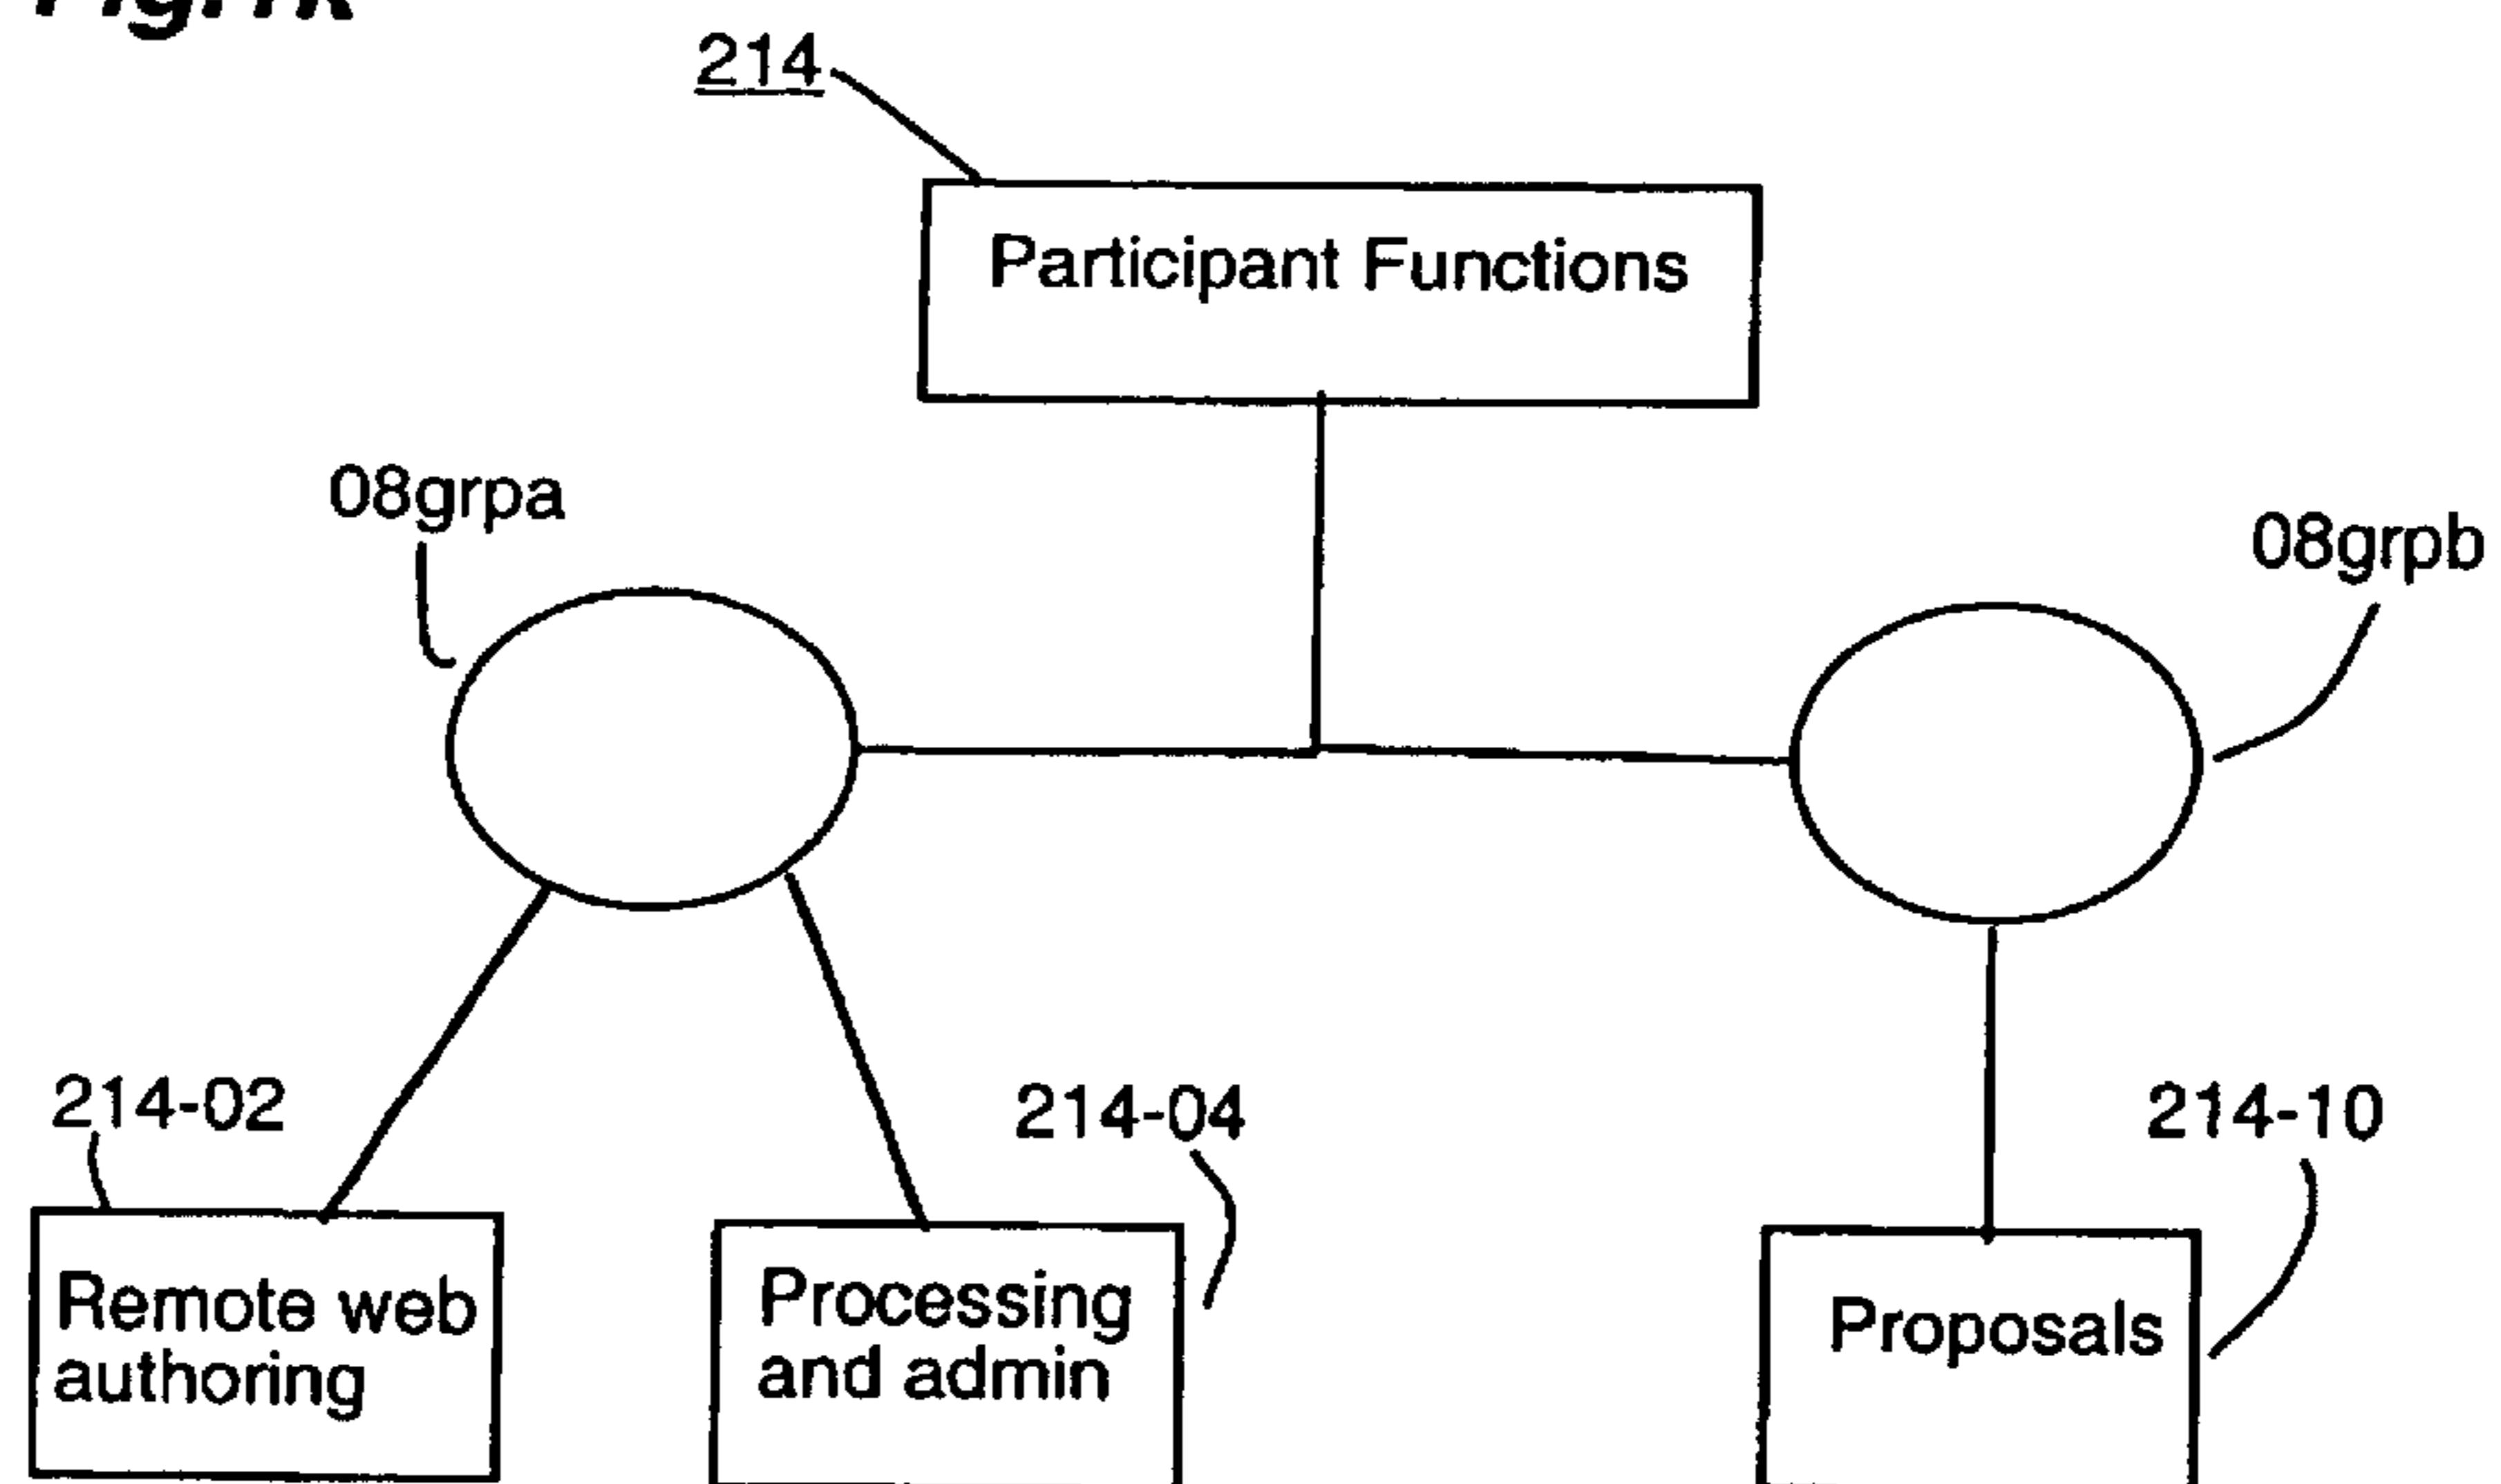 214
Participant Functions
08grpa
08grpb
214-02
214-04
214-10
Remote web
authoring
Processing
and admin
Proposals